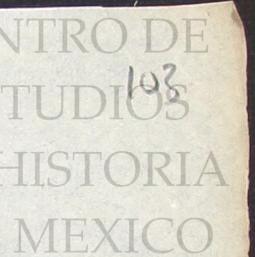 NTRO DE
103
TUDIOS
HISTORIA
MEXICO